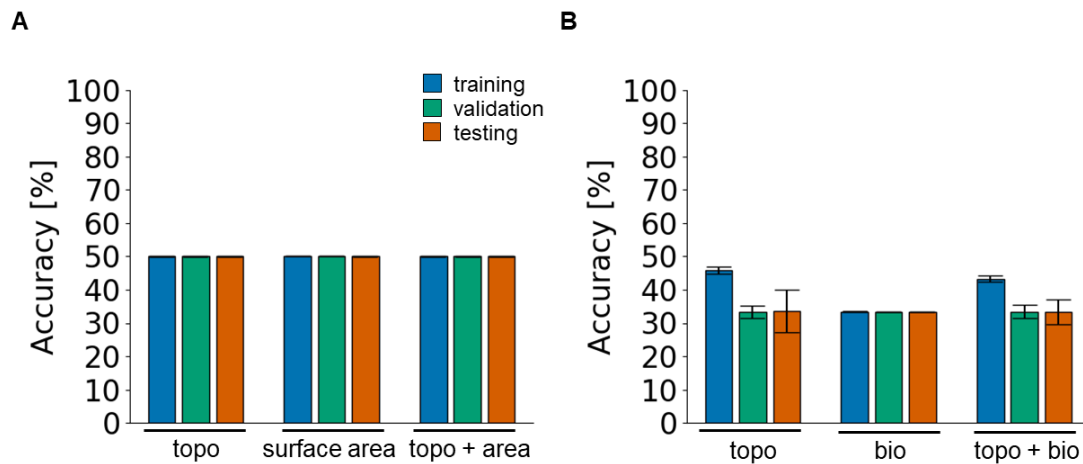 A
Accuracy [%]
100
90
80
70
60
50
40
30
20
10
0
training
validation
testing
topo
surface area
topo + area
B
Accuracy [%]
100
90
80
70
60
50
40
30
20
10
0
topo
bio
topo + bio